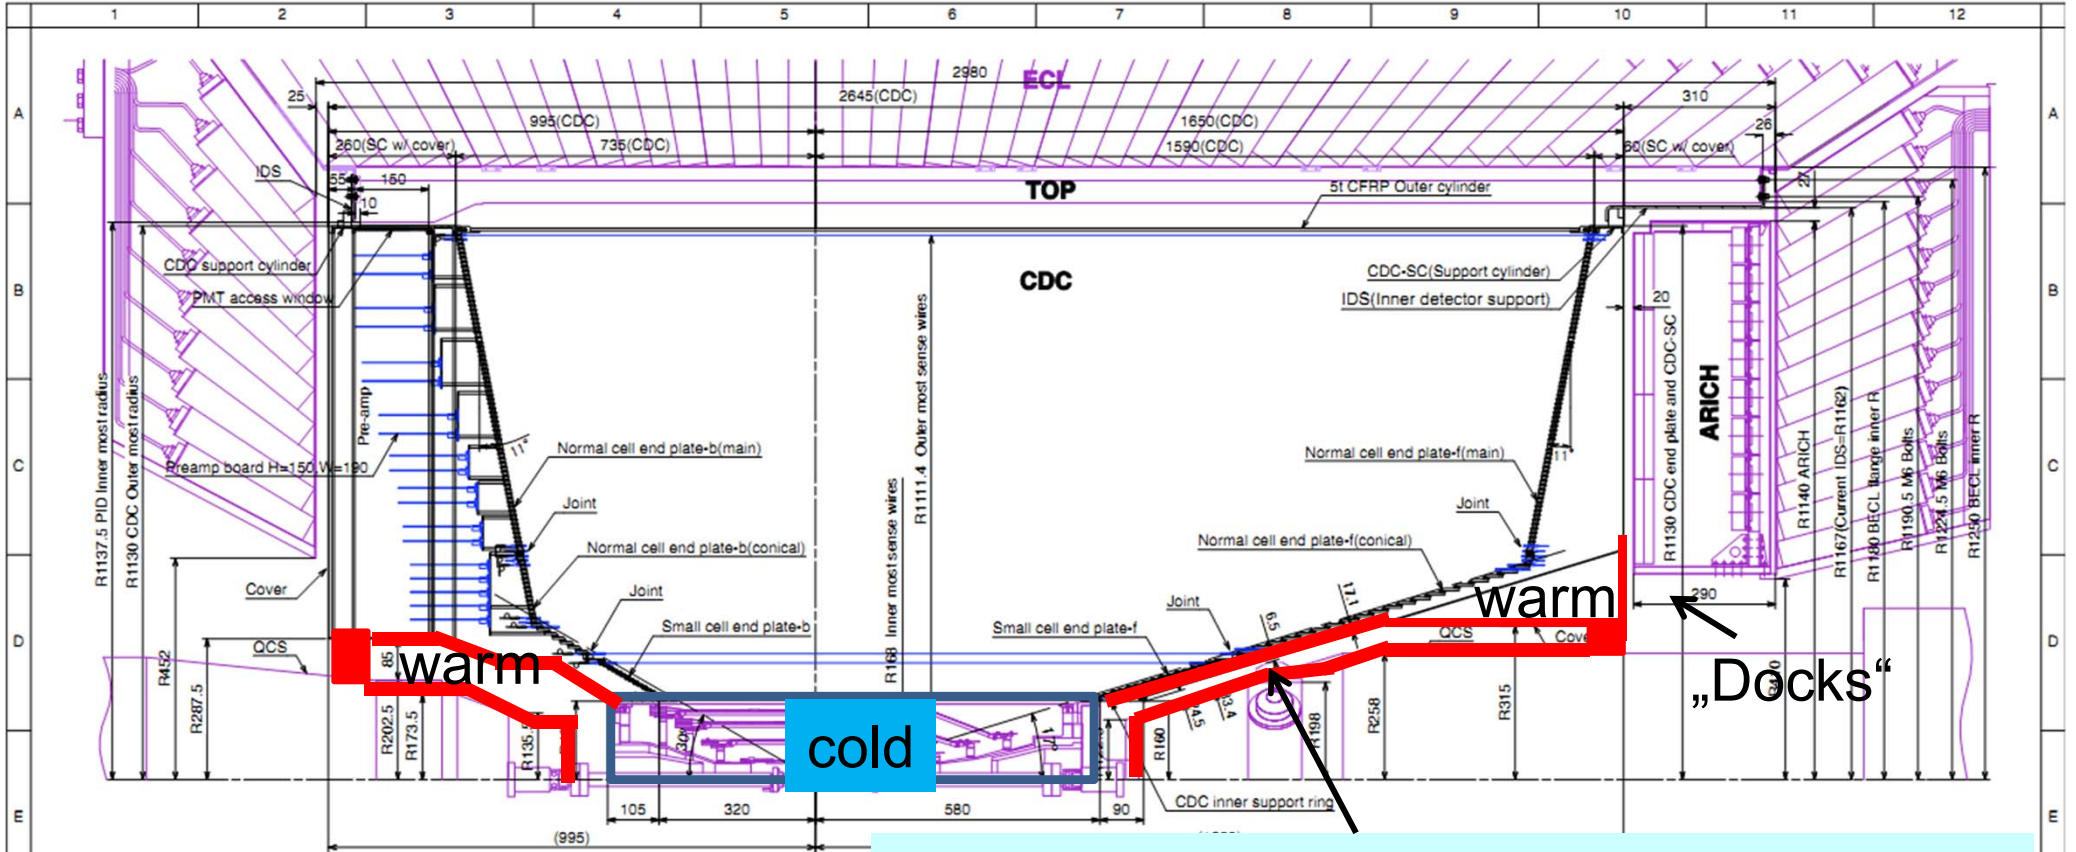 1 2 3 4 5 6 7 8 9 10 11 12
2980
ECL
25
2645(CDC)
310
A
A
995(CDC)
1650(CDC)
26
260(SC w/ cover)
735(CDC)
1590(CDC)
60(SC w/ cover)
IDS
55
150
TOP
5t CFRP Outer cylinder
27
10
CDC support cylinder
CDC
CDC-SC(Support cylinder)
B
PMT access window
IDS(Inner detector support)
20
B
R1137.5 PID Inner most radius
R1130 CDC Outer most radius
Pre-amp
R1111.4 Outer most sense wires
R168 Inner most sense wires
R1130 CDC end plate and CDC-SC
ARICH
R1140 ARICH
R1167(Current IDS=R1162)
R1180 BECL flange inner R
R1190.5 M6 Bolts
R1224.5 M6 Bolts
R1250 BECL inner R
C
Preamp board H=150,W=190
11°
Normal cell end plate-b(main)
Normal cell end plate-f(main)
11°
C
Joint
Joint
Normal cell end plate-b(conical)
Normal cell end plate-f(conical)
Cover
Joint
Joint
17.1
warm
290
6.5
D
QCS
85
warm
Small cell end plate-b
Small cell end plate-f
QCS
D
„Docks“
R452
R287.5
R202.5
R173.5
30°
cold
17°
R160
R198
R258
R315
CDC inner support ring
E
105
320
580
90
E
(995)